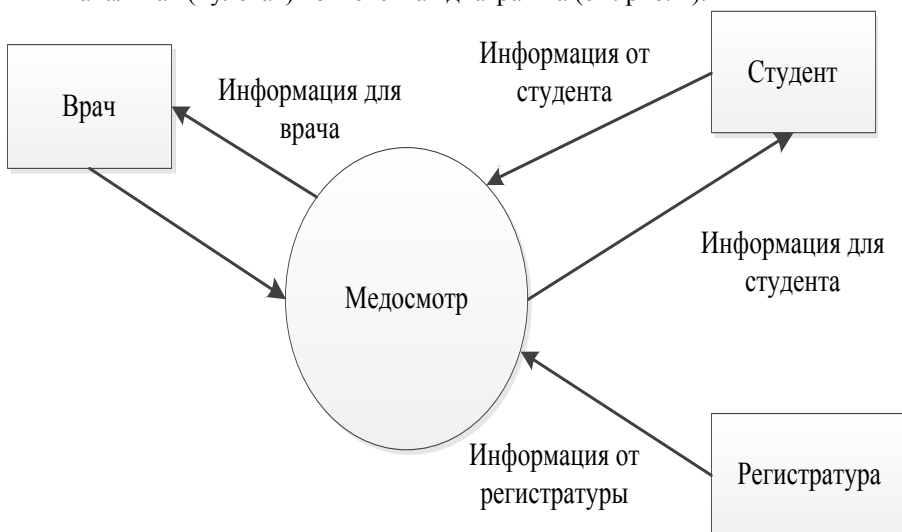 Информация от
студента
Студент
Врач
Информация для
врача
Информация для
студента
Медосмотр
Информация от
регистратуры
Регистратура